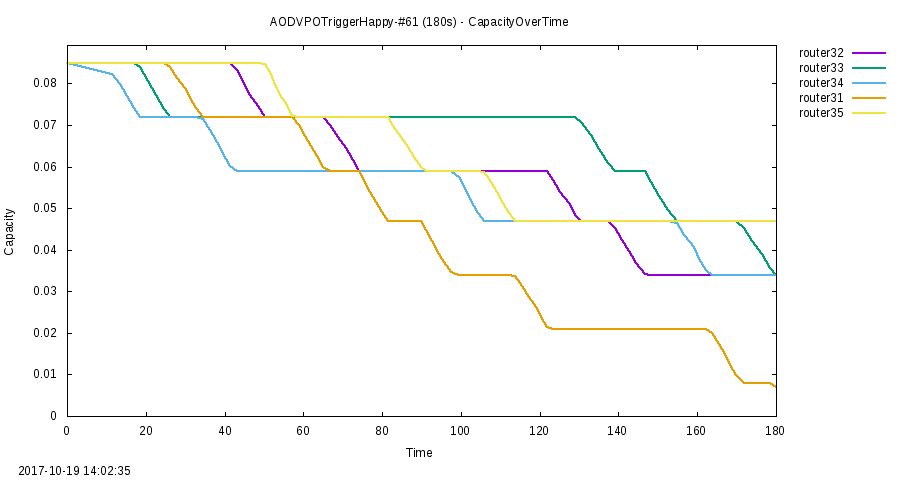 AODVPOTriggerHappy-#61 (180s) - CapacityOverTime
router32
router33
router34
router31
router35
0.08
0.07
0.06
0.05
0.04
0.03
0.02
0.01
0
Capacity
0 20 40 60 80 100 120 140 160 180
Time
2017-10-19 14:02:35